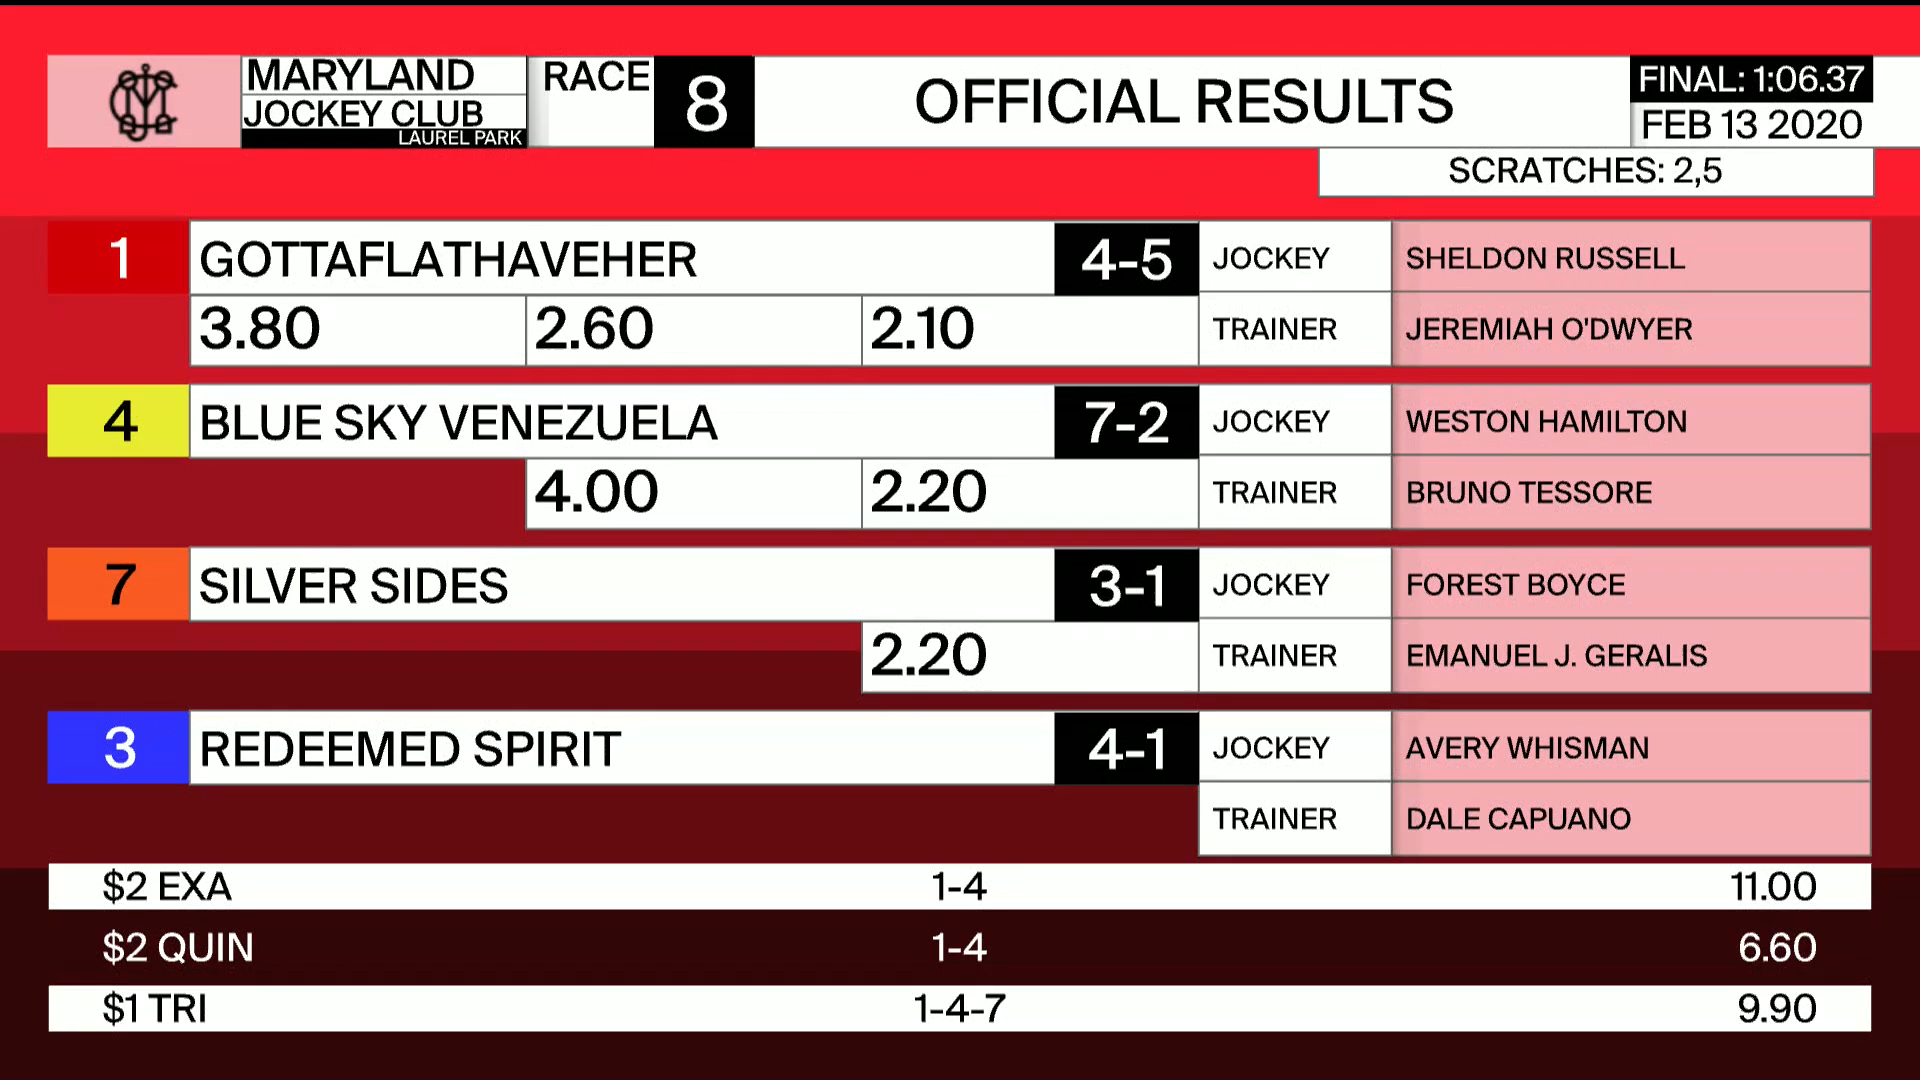 MARYLAND
JOCKEY CLUB
LAUREL PARK
RACE 8
OFFICIAL RESULTS
FINAL: 1:06.37
FEB 13 2020
SCRATCHES: 2,5
1 GOTTAFLATHAVEHER 4-5 JOCKEY SHELDON RUSSELL
3.80 2.60 2.10 TRAINER JEREMIAH O'DWYER
4 BLUE SKY VENEZUELA 7-2 JOCKEY WESTON HAMILTON
4.00 2.20 TRAINER BRUNO TESSORE
7 SILVER SIDES 3-1 JOCKEY FOREST BOYCE
2.20 TRAINER EMANUEL J. GERALIS
3 REDEEMED SPIRIT 4-1 JOCKEY AVERY WHISMAN
TRAINER DALE CAPUANO
$2 EXA 1-4 11.00
$2 QUIN 1-4 6.60
$1 TRI 1-4-7 9.90